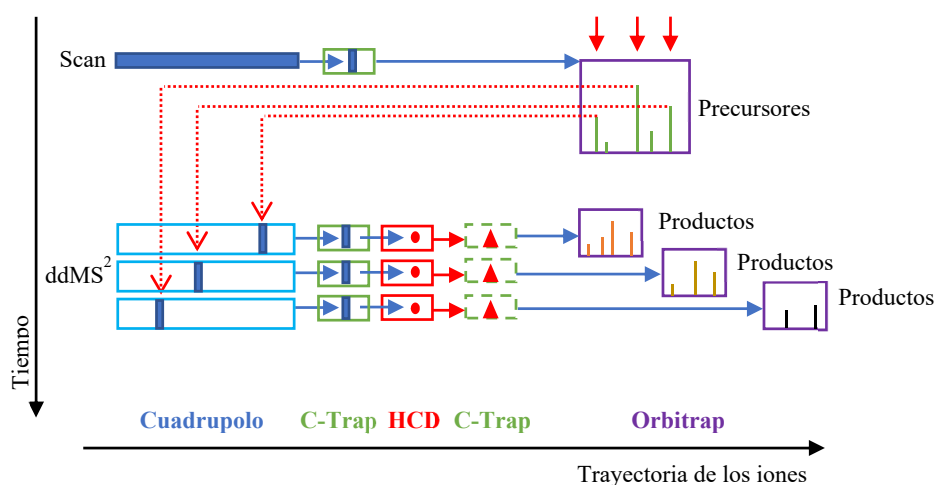 Scan
Precursores
Productos
ddMS²
Productos
Productos
Tiempo
Cuadrupolo C-Trap HCD C-Trap Orbitrap
Trayectoria de los iones